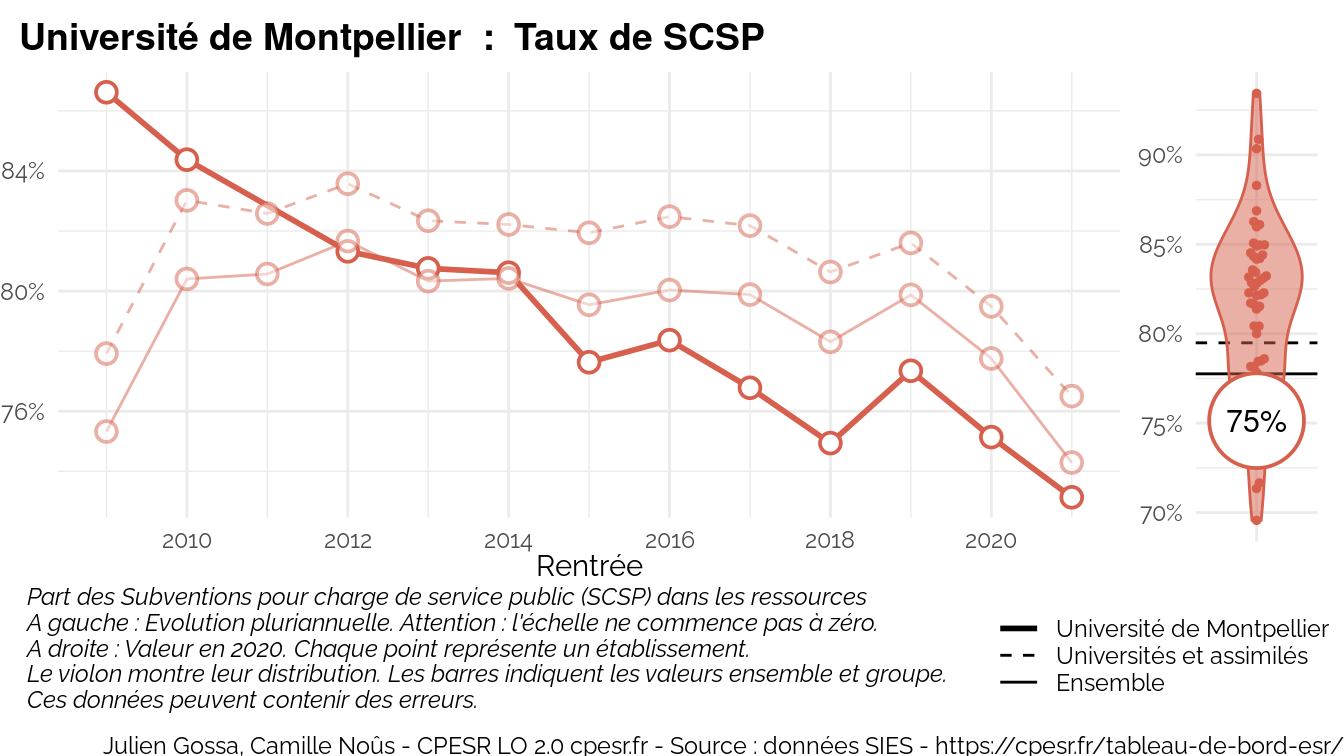 Université de Montpellier : Taux de SCSP
84%
80%
76%
2010 2012 2014 2016 2018 2020
Rentrée
90%
85%
80%
75%
70%
75%
Part des Subventions pour charge de service public (SCSP) dans les ressources
A gauche : Evolution pluriannuelle. Attention : l'échelle ne commence pas à zéro.
A droite : Valeur en 2020. Chaque point représente un établissement.
Le violon montre leur distribution. Les barres indiquent les valeurs ensemble et groupe.
Ces données peuvent contenir des erreurs.
Université de Montpellier
Universités et assimilés
Ensemble
Julien Gossa, Camille Noûs - CPESR LO 2.0 cpesr.fr - Source : données SIES - https://cpesr.fr/tableau-de-bord-esr/